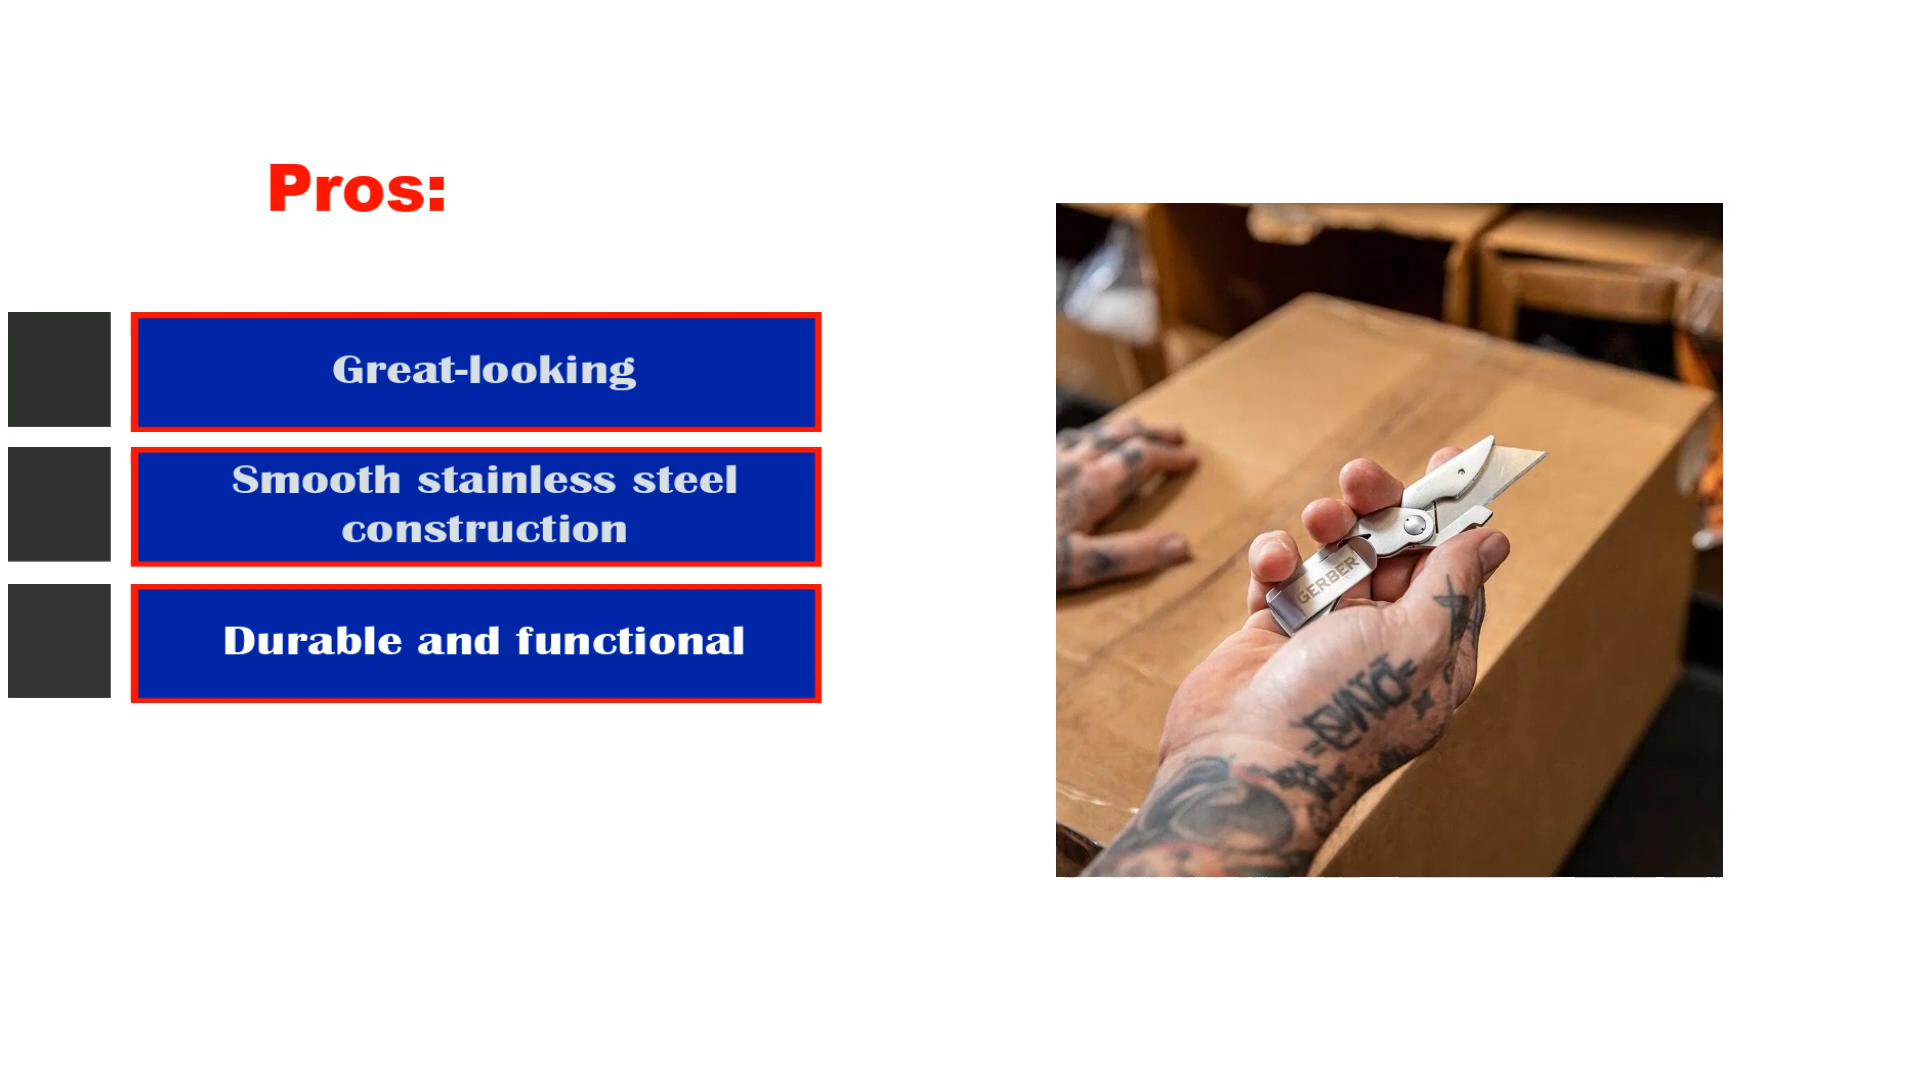 Pros:
Great-looking
Smooth stainless steel
construction
Durable and functional
GERBER